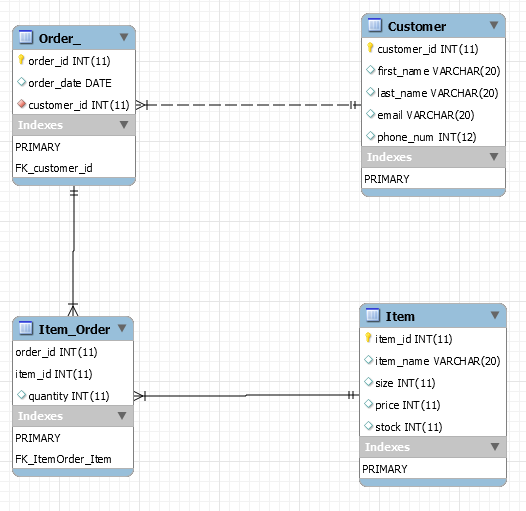 Order_
order_id INT(11)
order_date DATE
customer_id INT(11)
Indexes
PRIMARY
FK_customer_id
Customer
customer_id INT(11)
first_name VARCHAR(20)
last_name VARCHAR(20)
email VARCHAR(20)
phone_num INT(12)
Indexes
PRIMARY
Item_Order
order_id INT(11)
item_id INT(11)
quantity INT(11)
Indexes
PRIMARY
FK_ItemOrder_Item
Item
item_id INT(11)
item_name VARCHAR(20)
size INT(11)
price INT(11)
stock INT(11)
Indexes
PRIMARY